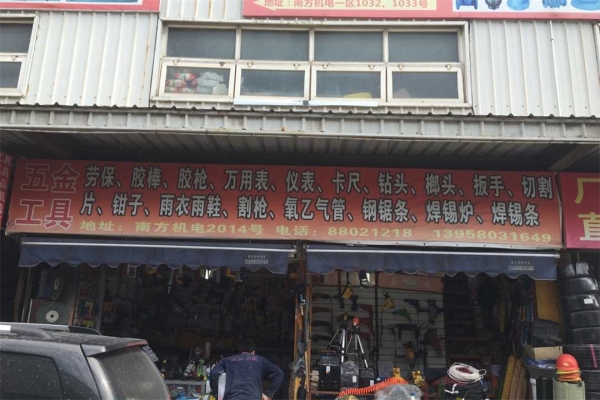 地址：南方机电一区1032、1033号
五金
工具
劳保、胶棒、胶枪、万用表、仪表、卡尺、钻头、榔头、扳手、切割
片、钳子、雨衣雨鞋、割枪、氧乙气管、钢锯条、焊锡炉、焊锡条
地址：南方机电2014号 电话：88021218 13958031649
厂
直